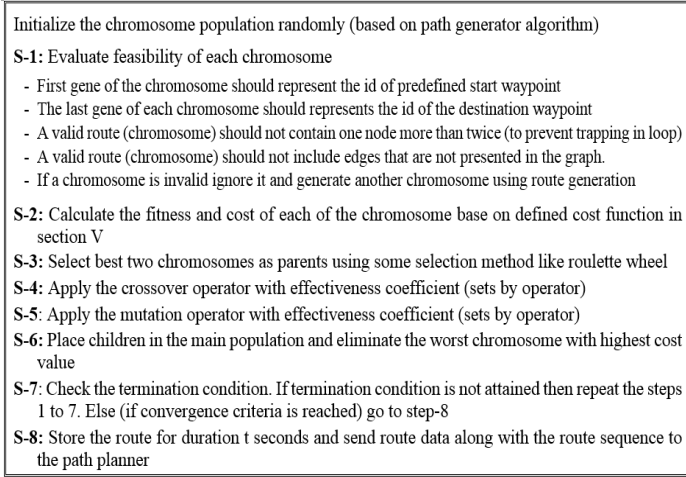 Initialize the chromosome population randomly (based on path generator algorithm)
S-1: Evaluate feasibility of each chromosome
- First gene of the chromosome should represent the id of predefined start waypoint
- The last gene of each chromosome should represents the id of the destination waypoint
- A valid route (chromosome) should not contain one node more than twice (to prevent trapping in loop)
- A valid route (chromosome) should not include edges that are not presented in the graph.
- If a chromosome is invalid ignore it and generate another chromosome using route generation
S-2: Calculate the fitness and cost of each of the chromosome base on defined cost function in
section V
S-3: Select best two chromosomes as parents using some selection method like roulette wheel
S-4: Apply the crossover operator with effectiveness coefficient (sets by operator)
S-5: Apply the mutation operator with effectiveness coefficient (sets by operator)
S-6: Place children in the main population and eliminate the worst chromosome with highest cost
value
S-7: Check the termination condition. If termination condition is not attained then repeat the steps
1 to 7. Else (if convergence criteria is reached) go to step-8
S-8: Store the route for duration t seconds and send route data along with the route sequence to
the path planner